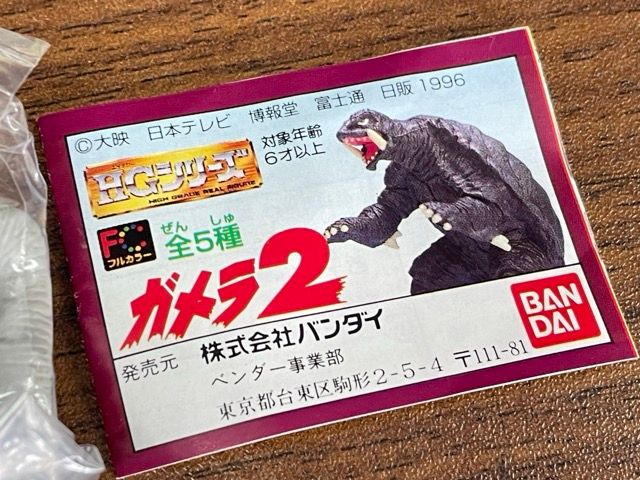 ©大映 日本テレビ 博報堂 富士通 日販 1996
HGシリーズ
HIGH GRADE REAL FIGURE
対象年齢
6才以上
FC
フルカラー
ぜん しゅ
全5種
ガメラ2
発売元 株式会社バンダイ
ベンダー事業部
東京都台東区駒形2-5-4 〒111-81
BAN
DAI